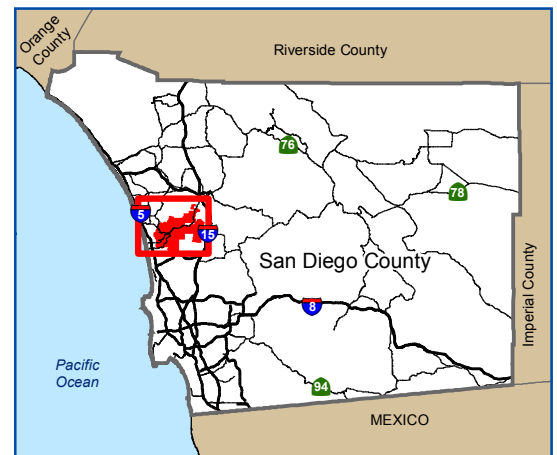 Orange
County
Riverside County
76
78
5
15
San Diego County
Imperial County
8
Pacific
Ocean
94
MEXICO